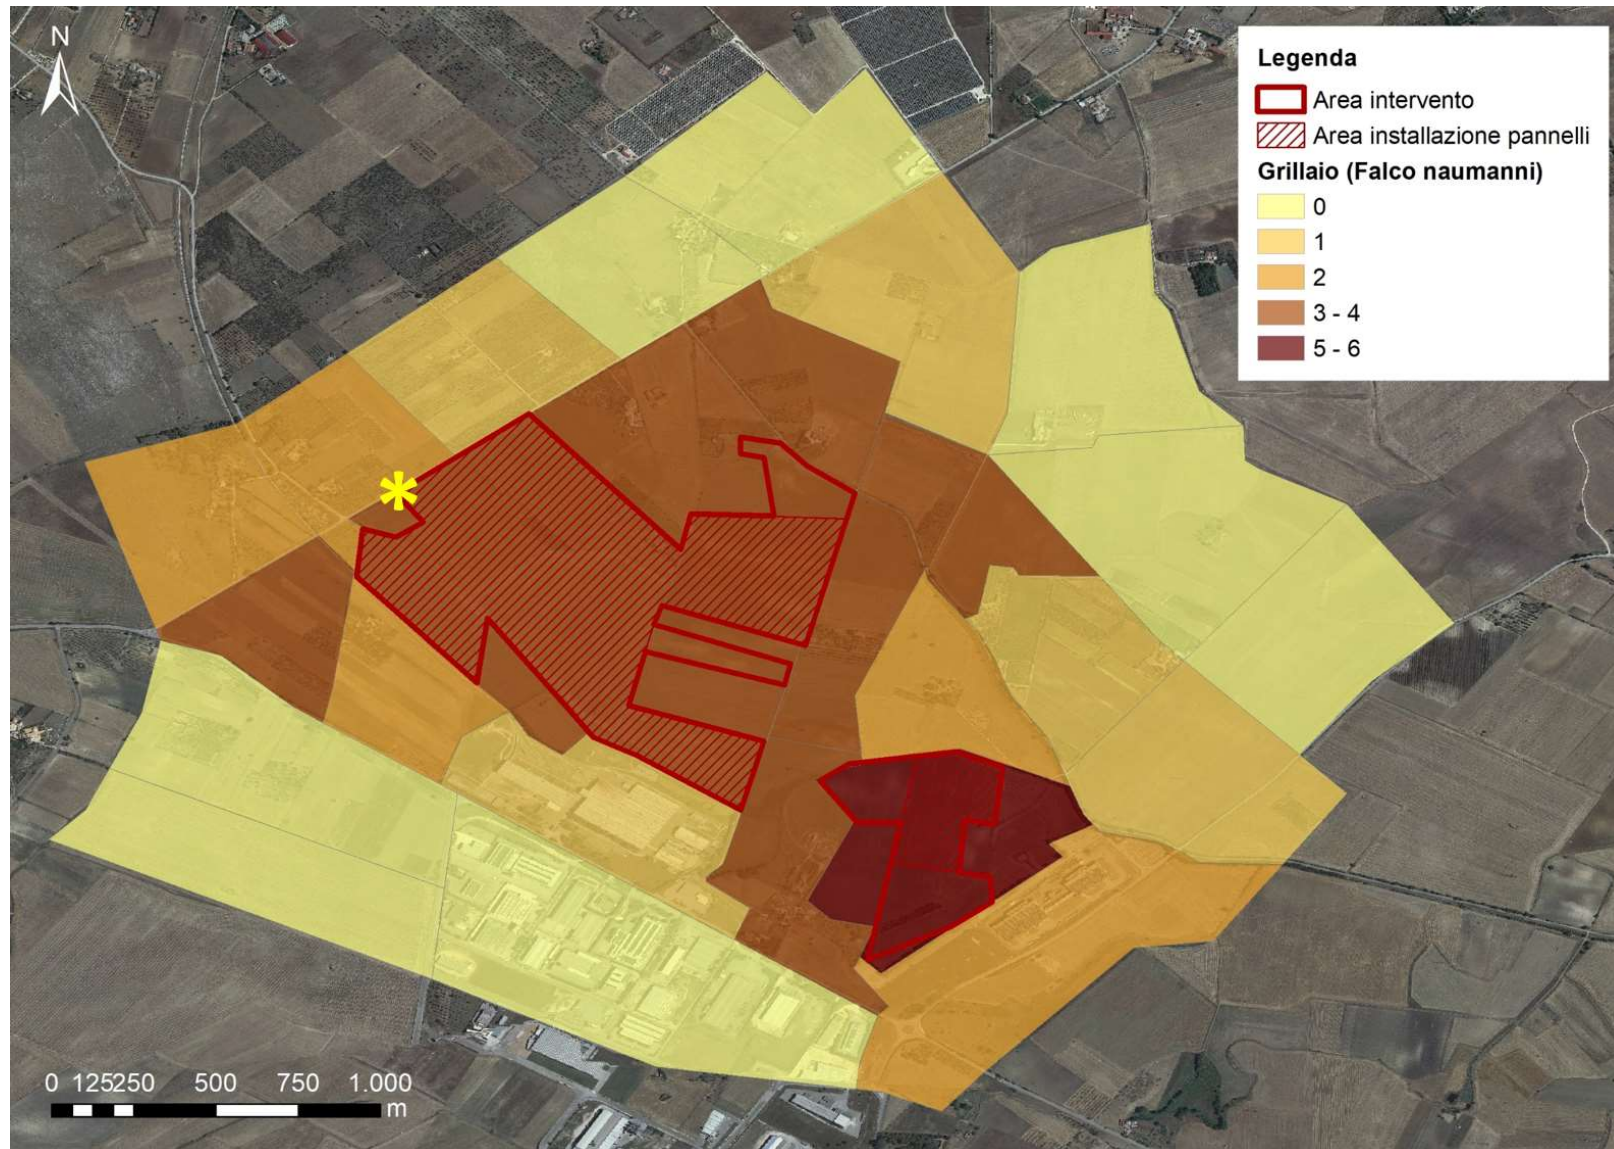 N
Legenda
Area intervento
Area installazione pannelli
Grillaio (Falco naumanni)
0
1
2
3 - 4
5 - 6
0 125250 500 750 1.000
m